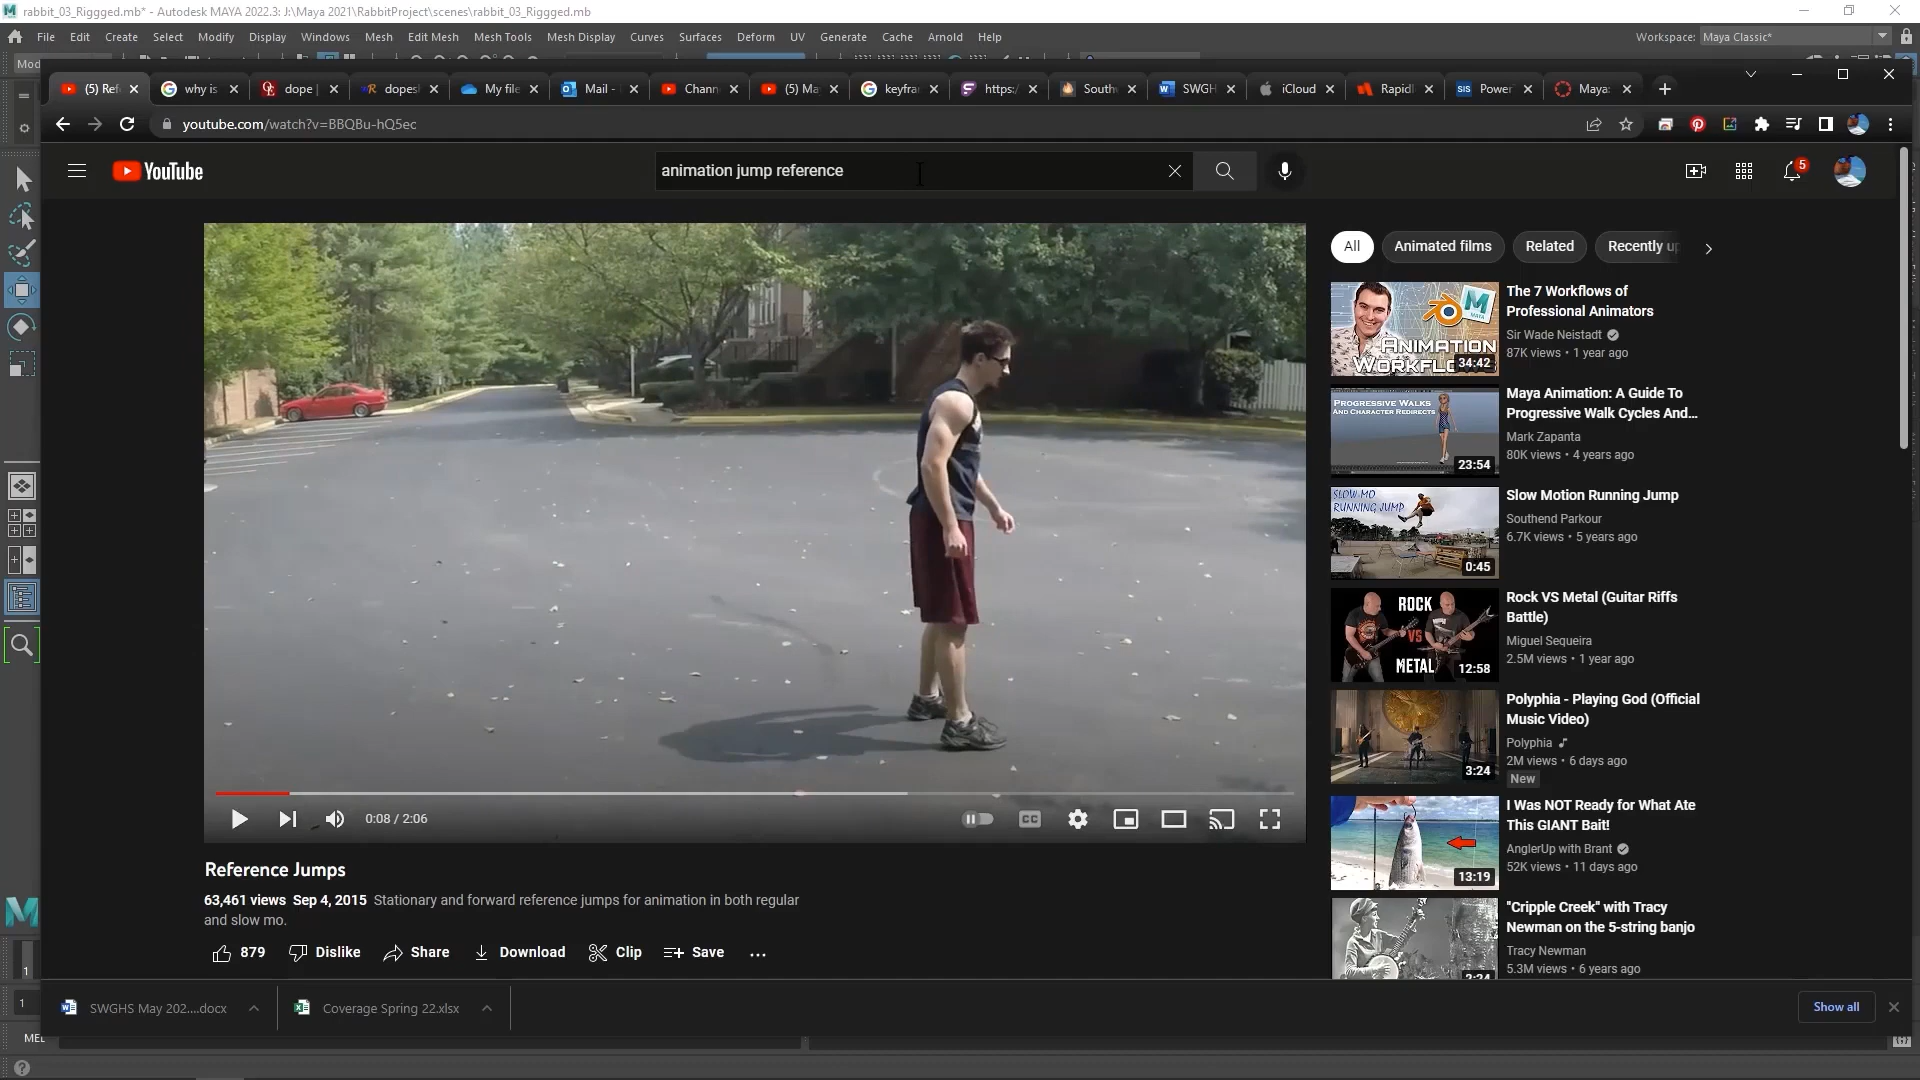 rabbit_03_Riggged.mb* - Autodesk MAYA 2022.3: J:\Maya 2021\RabbitProject\scenes\rabbit_03_Riggged.mb
File Edit Create Select Modify Display Windows Mesh Edit Mesh Mesh Tools Mesh Display Curves Surfaces Deform UV Generate Cache Arnold Help
Workspace: Maya Classic*
(5) Ref why is dope | dopes My file Mail - Chann (5) Ma keyfra https:/ South SWGH iCloud Rapid Power Maya:
youtube.com/watch?v=BBQBu-hQ5ec
YouTube
animation jump reference
5
All Animated films Related Recently up
The 7 Workflows of
Professional Animators
Sir Wade Neistadt
87K views • 1 year ago
ANIMATION
34:42
Maya Animation: A Guide To
Progressive Walk Cycles And...
Mark Zapanta
80K views • 4 years ago
PROGRESSIVE WALKS
AND CHARACTER REDIRECTS
23:54
Slow Motion Running Jump
Southend Parkour
6.7K views • 5 years ago
SLOW MO
RUNNING JUMP
0:45
Rock VS Metal (Guitar Riffs
Battle)
Miguel Sequeira
2.5M views • 1 year ago
ROCK
VS
METAL
12:58
Polyphia - Playing God (Official
Music Video)
Polyphia
2M views • 6 days ago
New
3:24
I Was NOT Ready for What Ate
This GIANT Bait!
AnglerUp with Brant
52K views • 11 days ago
13:19
"Cripple Creek" with Tracy
Newman on the 5-string banjo
Tracy Newman
5.3M views • 6 years ago
0:08 / 2:06
CC
Reference Jumps
63,461 views Sep 4, 2015 Stationary and forward reference jumps for animation in both regular
and slow mo.
879 Dislike Share Download Clip Save ...
1
1
SWGHS May 202....docx Coverage Spring 22.xlsx
Show all